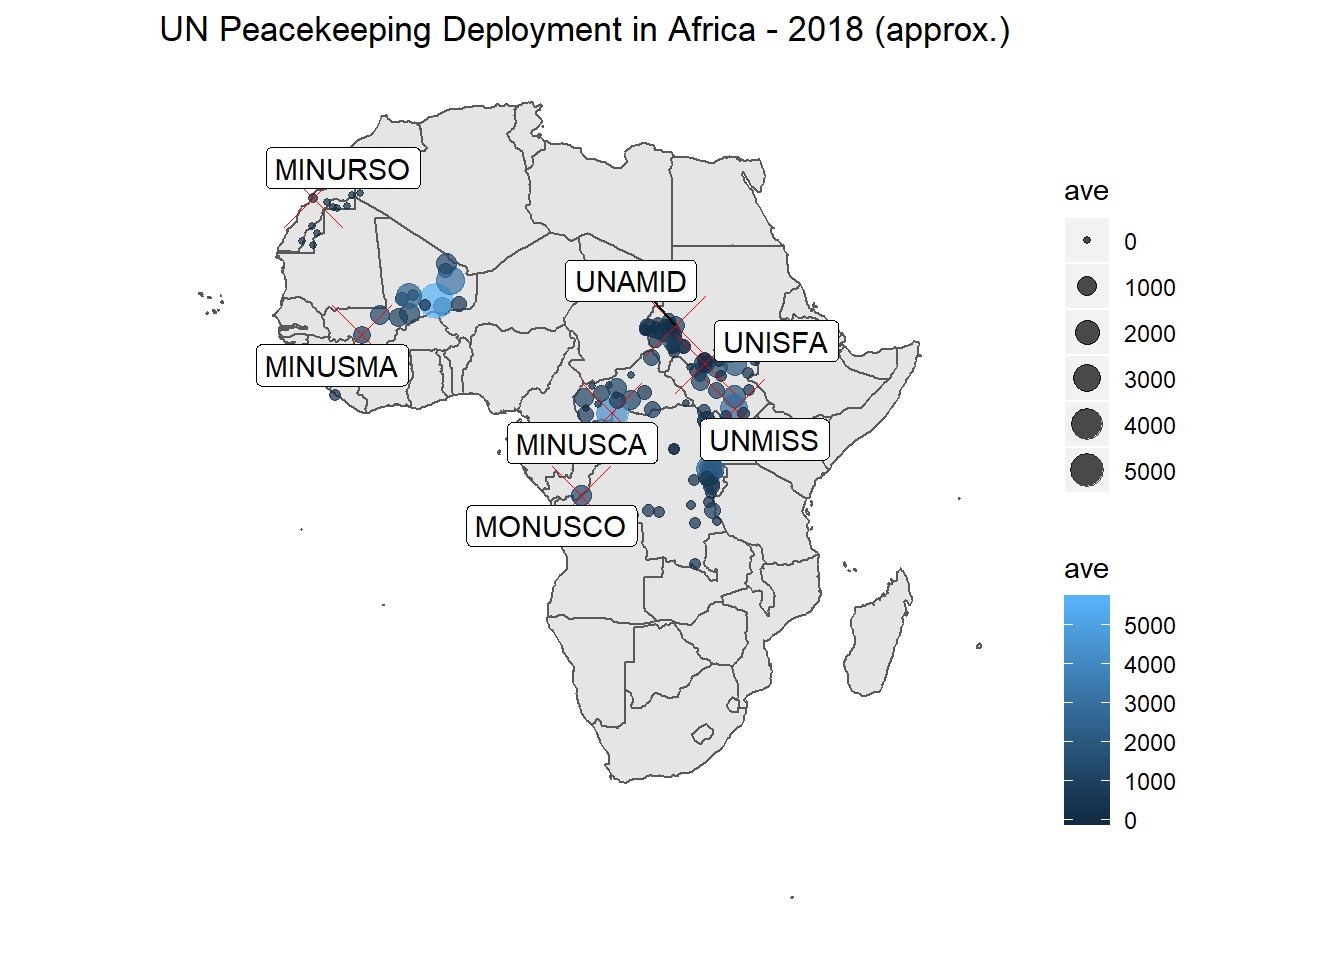 UN Peacekeeping Deployment in Africa - 2018 (approx.)
MINURSO
UNAMID
UNISFA
MINUSMA
MINUSCA
UNMISS
MONUSCO
ave
0
1000
2000
3000
4000
5000
ave
5000
4000
3000
2000
1000
0